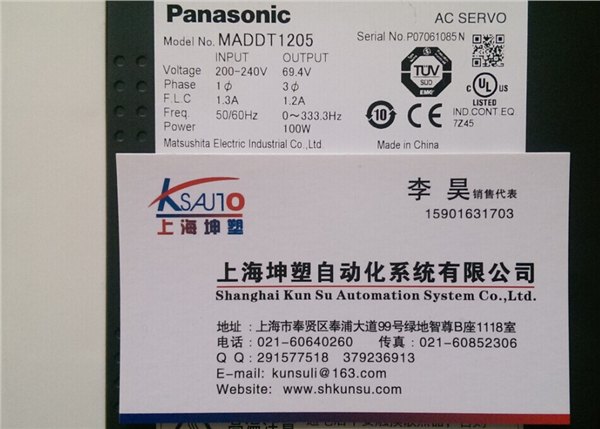 Panasonic
AC SERVO
Model No. MADDT1205
Serial No. P07061085N
INPUT OUTPUT
Voltage 200-240V 69.4V
Phase 1ϕ 3ϕ
F.L.C 1.3A 1.2A
Freq. 50/60Hz 0~333.3Hz
Power 100W
Matsushita Electric Industrial Co.,Ltd.
TÜV
SÜD
EMC
UL
C US
LISTED
IND.CONT.EQ
7Z45
10
CE
Made in China
KSAUTO
上海坤塑
李昊 销售代表
15901631703
上海坤塑自动化系统有限公司
Shanghai Kun Su Automation System Co.,Ltd.
地址：上海市奉贤区奉浦大道99号绿地智尊B座1118室
电话：021-60640260 传真：021-60852306
Q Q：291577518 379236913
E-mail: kunsuli@163.com
Website: www.shkunsu.com